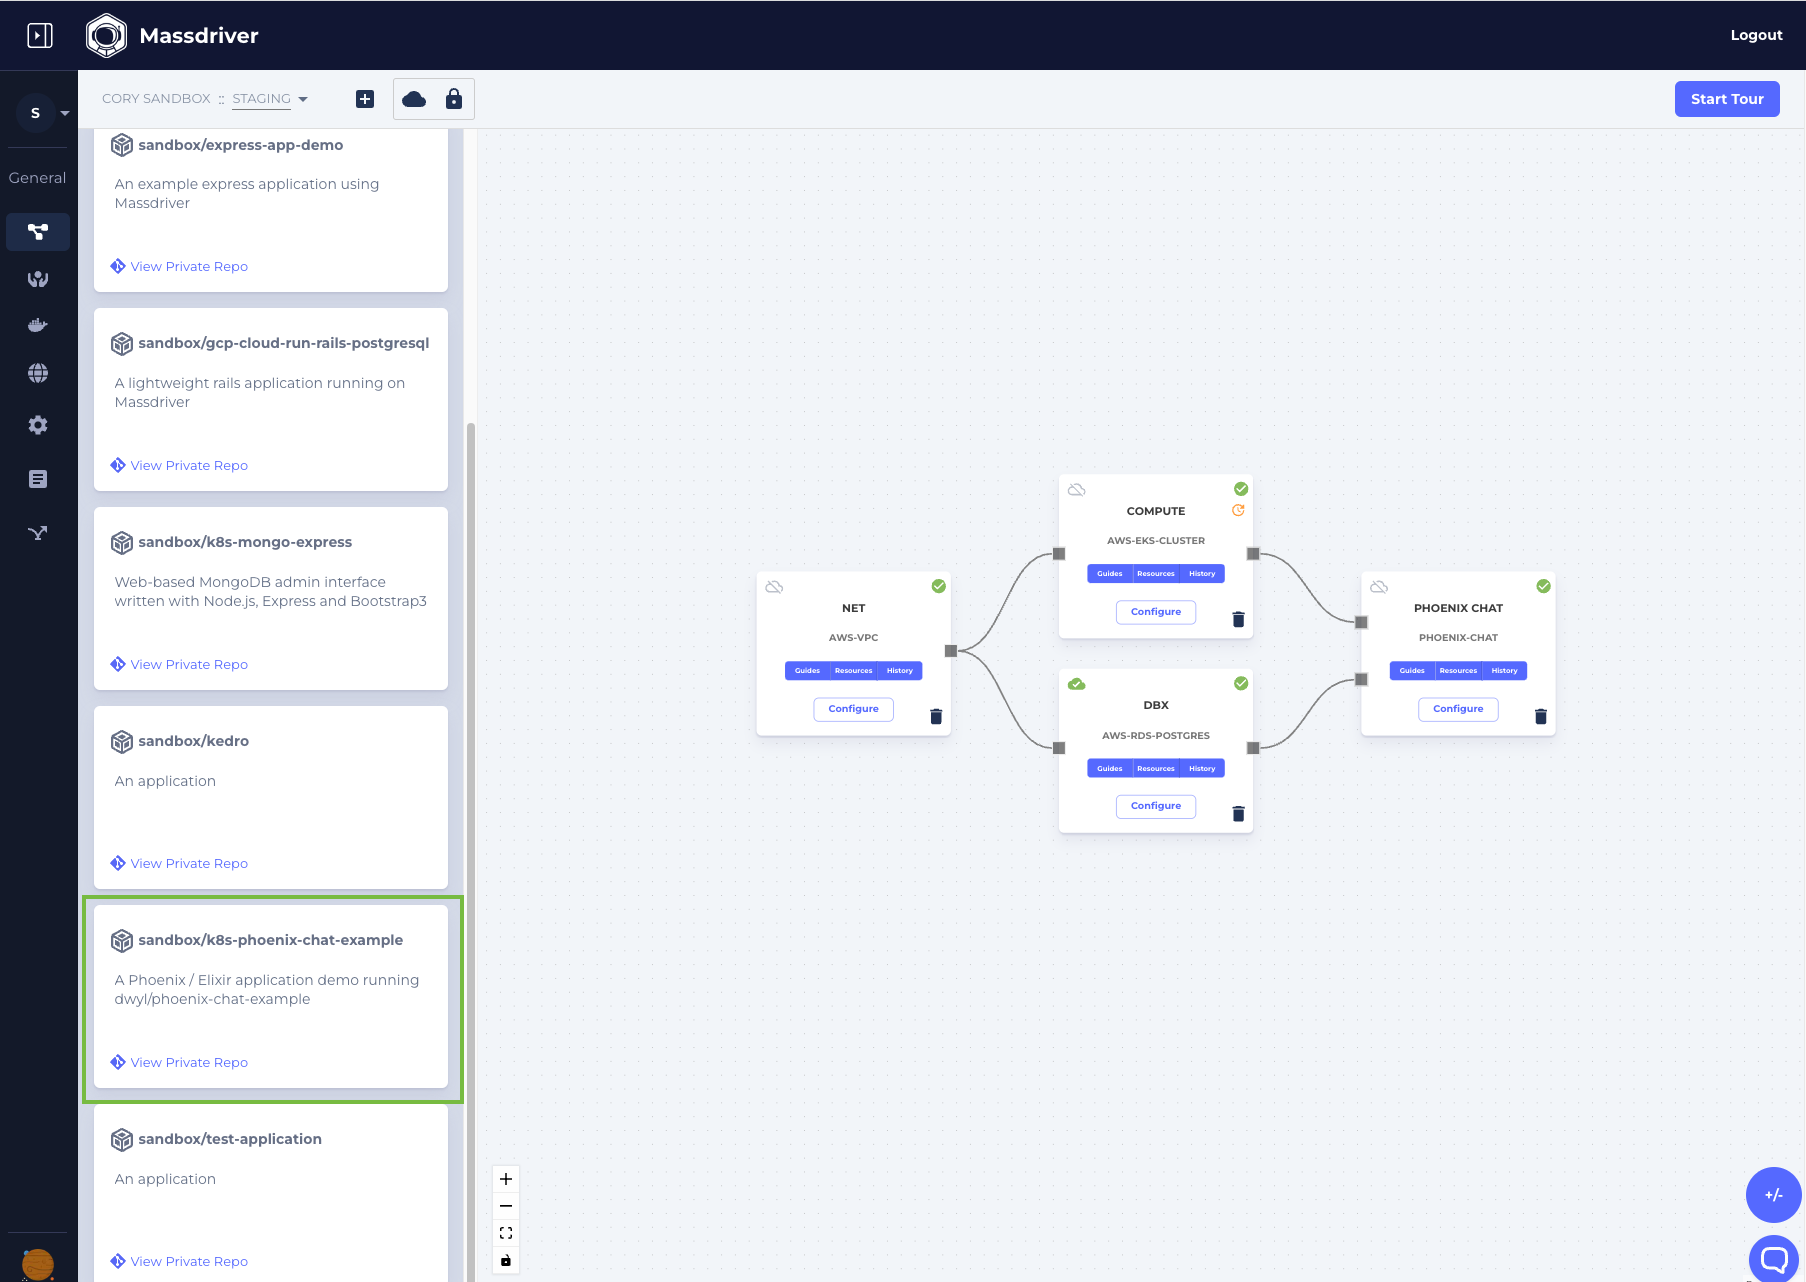 Massdriver
Logout
CORY SANDBOX :: STAGING
Start Tour
S
General
sandbox/express-app-demo
An example express application using
Massdriver
View Private Repo
sandbox/gcp-cloud-run-rails-postgresql
A lightweight rails application running on
Massdriver
View Private Repo
sandbox/k8s-mongo-express
Web-based MongoDB admin interface
written with Node.js, Express and Bootstrap3
View Private Repo
sandbox/kedro
An application
View Private Repo
sandbox/k8s-phoenix-chat-example
A Phoenix / Elixir application demo running
dwyl/phoenix-chat-example
View Private Repo
sandbox/test-application
An application
View Private Repo
NET
AWS-VPC
Guides Resources History
Configure
COMPUTE
AWS-EKS-CLUSTER
Guides Resources History
Configure
DBX
AWS-RDS-POSTGRES
Guides Resources History
Configure
PHOENIX CHAT
PHOENIX-CHAT
Guides Resources History
Configure
+/-